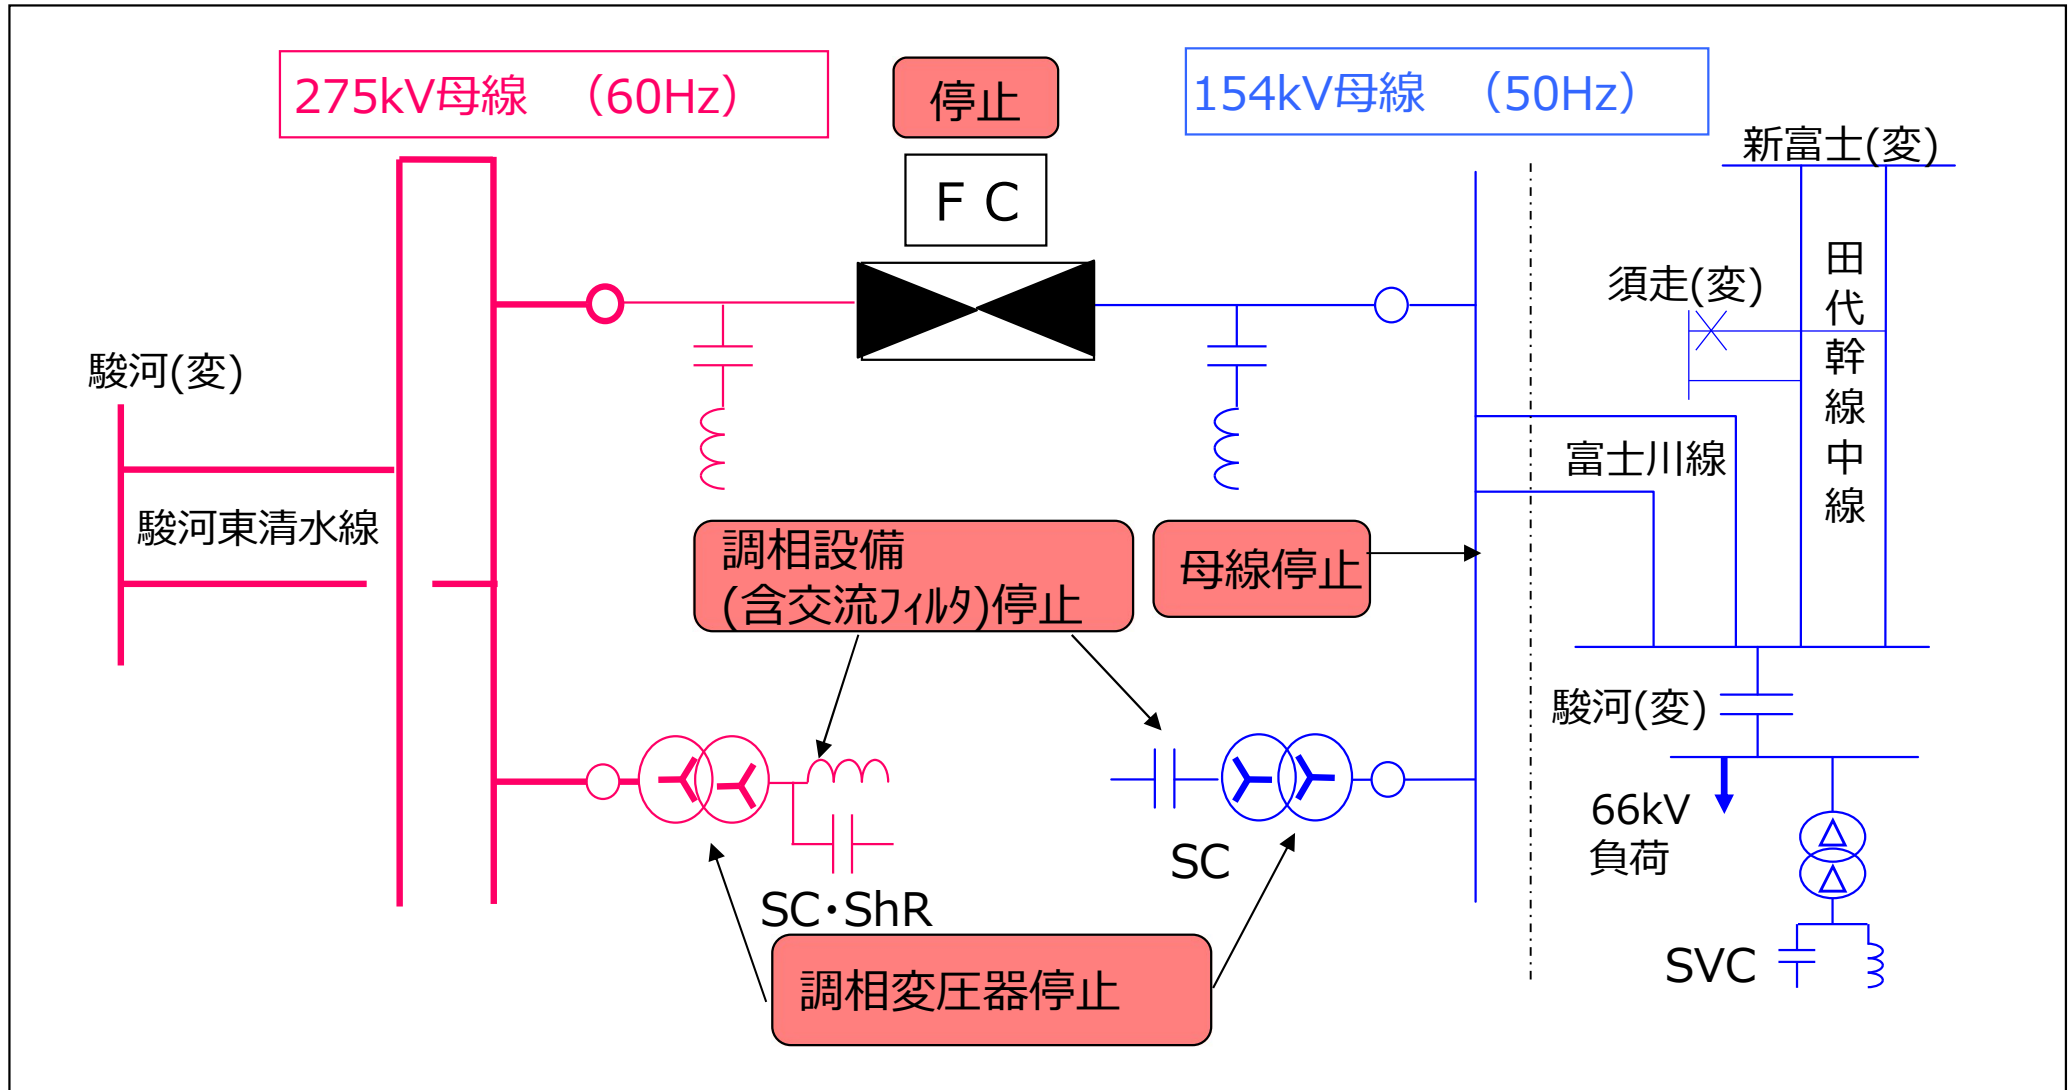 275kV母線 （60Hz）
停止
154kV母線 （50Hz）
ＦＣ
新富士(変)
須走(変)
田代幹線中線
駿河(変)
富士川線
駿河東清水線
調相設備
(含交流ﾌｨﾙﾀ)停止
母線停止
駿河(変)
66kV
負荷
SC
SC･ShR
SVC
調相変圧器停止